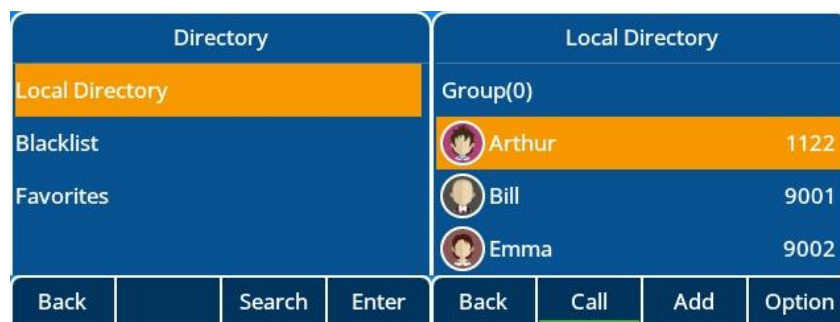 Directory
Local Directory
Blacklist
Favorites
Back Search Enter
Local Directory
Group(0)
Arthur 1122
Bill 9001
Emma 9002
Back Call Add Option